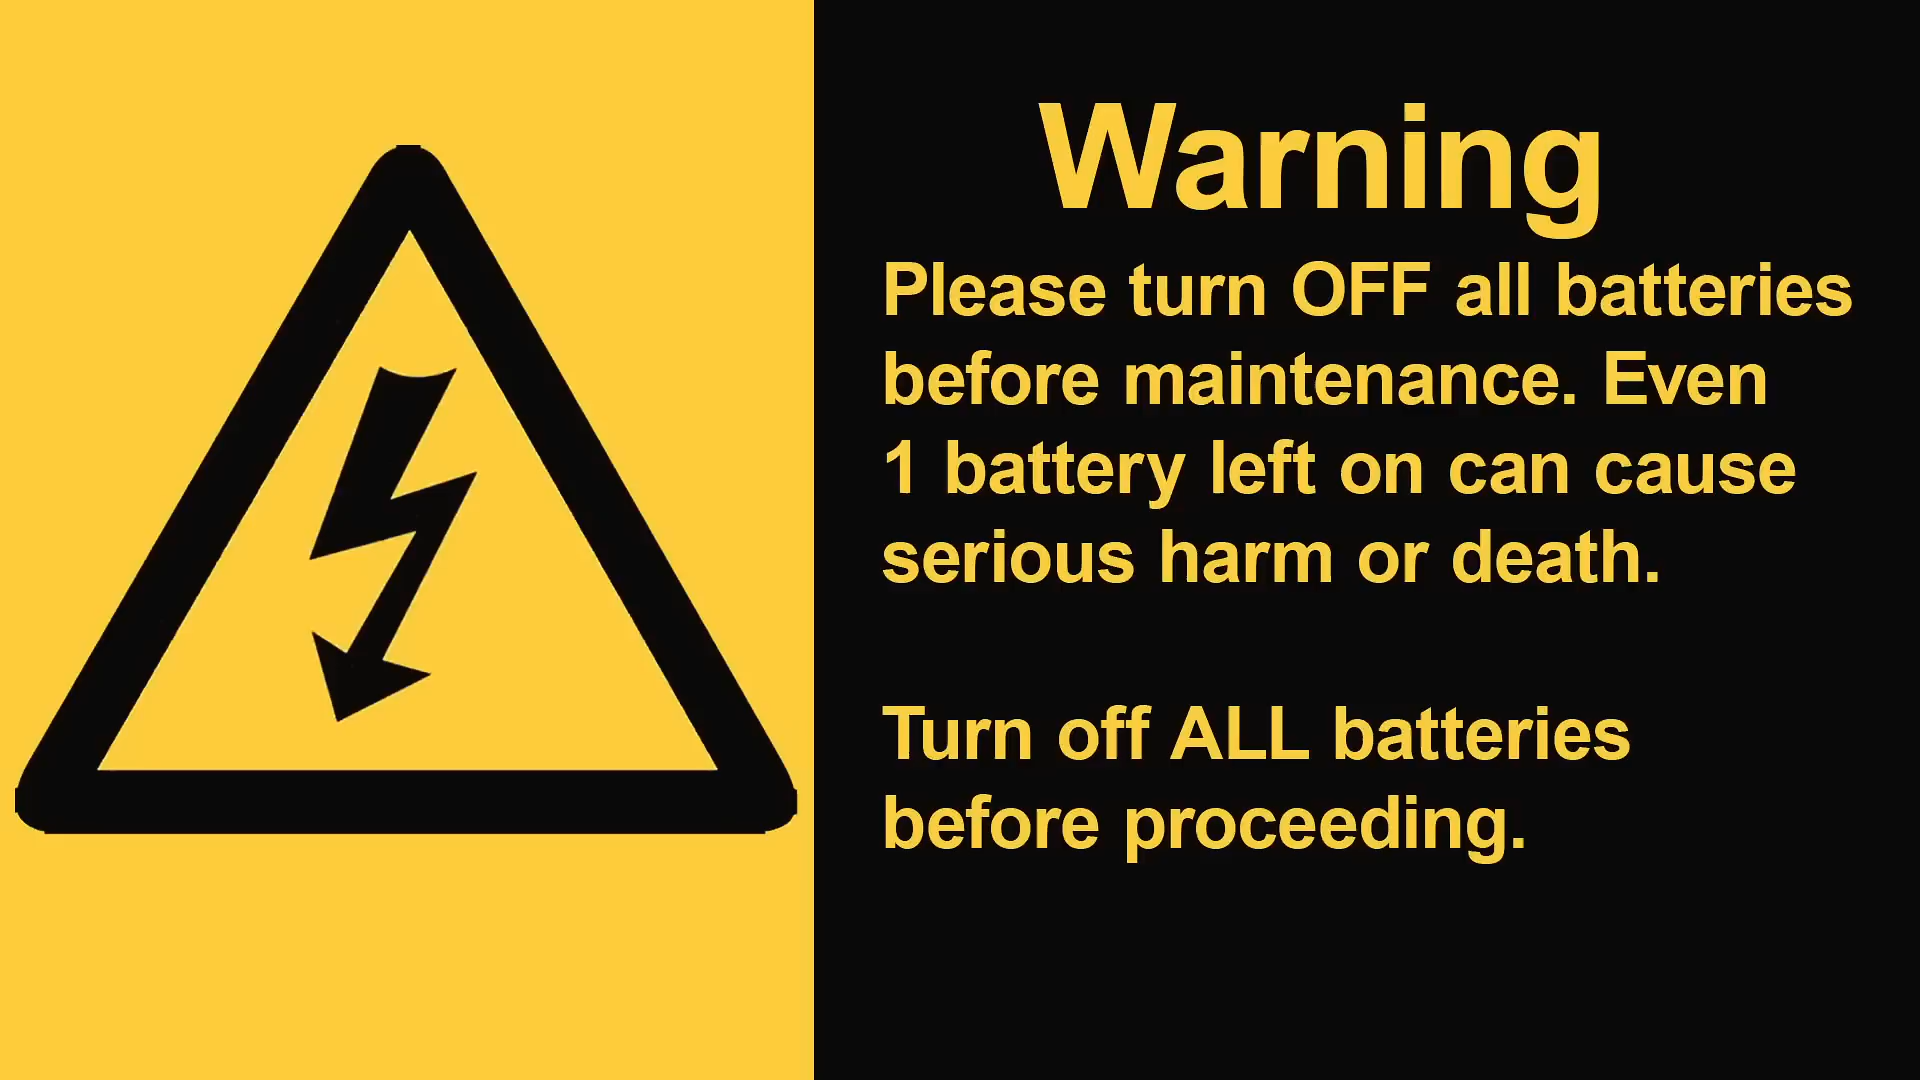 Warning
Please turn OFF all batteries
before maintenance. Even
1 battery left on can cause
serious harm or death.
Turn off ALL batteries
before proceeding.